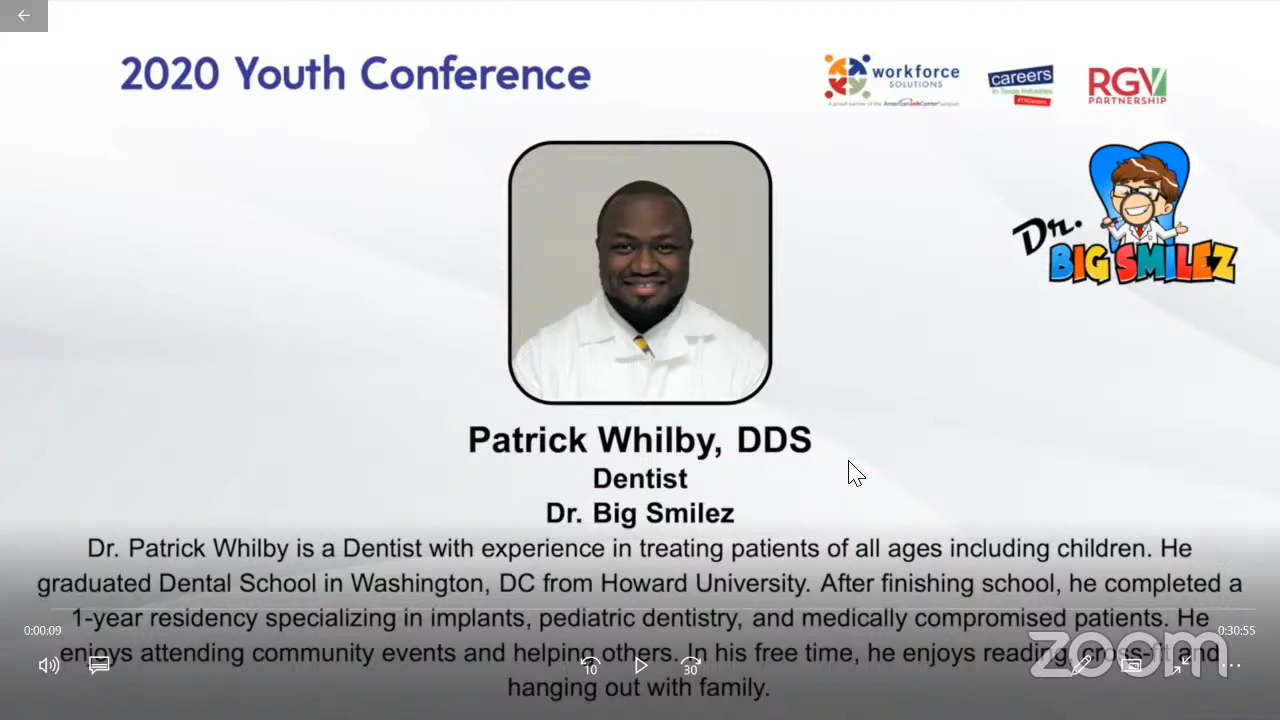 2020 Youth Conference
workforce
SOLUTIONS
A proud partner of the AmericanJobCenter network
careers
in Texas Industries
#TXCareers
RGV
PARTNERSHIP
Dr.
BIG SMILEZ
Patrick Whilby, DDS
Dentist
Dr. Big Smilez
Dr. Patrick Whilby is a Dentist with experience in treating patients of all ages including children. He
graduated Dental School in Washington, DC from Howard University. After finishing school, he completed a
1-year residency specializing in implants, pediatric dentistry, and medically compromised patients. He
enjoys attending community events and helping others. In his free time, he enjoys reading, cross-fit and
hanging out with family.
0:00:09
0:30:55
10
30
zoom